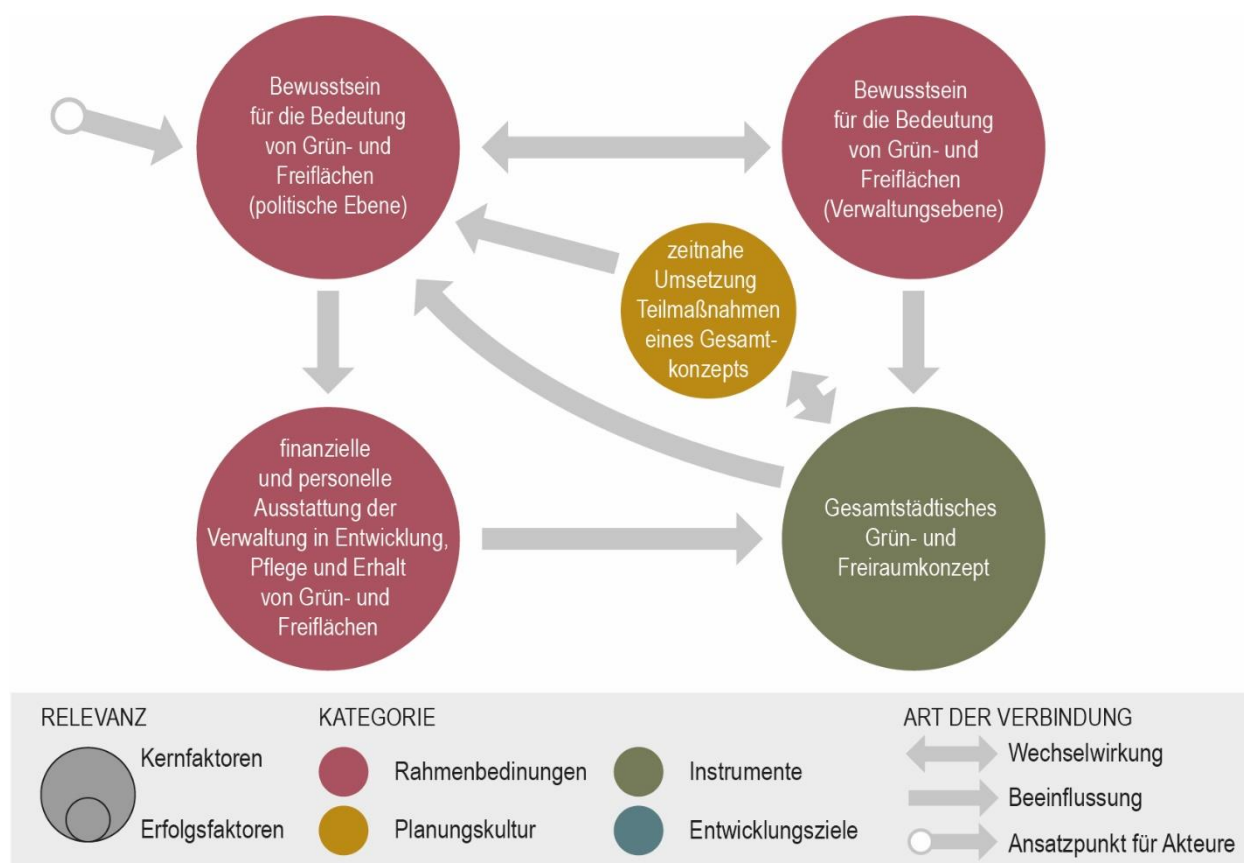 Bewusstsein
für die Bedeutung
von Grün- und
Freiflächen
(politische Ebene)
Bewusstsein
für die Bedeutung
von Grün- und
Freiflächen
(Verwaltungsebene)
zeitnahe
Umsetzung
Teilmaßnahmen
eines Gesamt-
konzepts
finanzielle
und personelle
Ausstattung der
Verwaltung in Entwicklung,
Pflege und Erhalt
von Grün- und
Freiflächen
Gesamtstädtisches
Grün- und
Freiraumkonzept
RELEVANZ
Kernfaktoren
Erfolgsfaktoren
KATEGORIE
Rahmenbedinungen
Planungskultur
Instrumente
Entwicklungsziele
ART DER VERBINDUNG
Wechselwirkung
Beeinflussung
Ansatzpunkt für Akteure